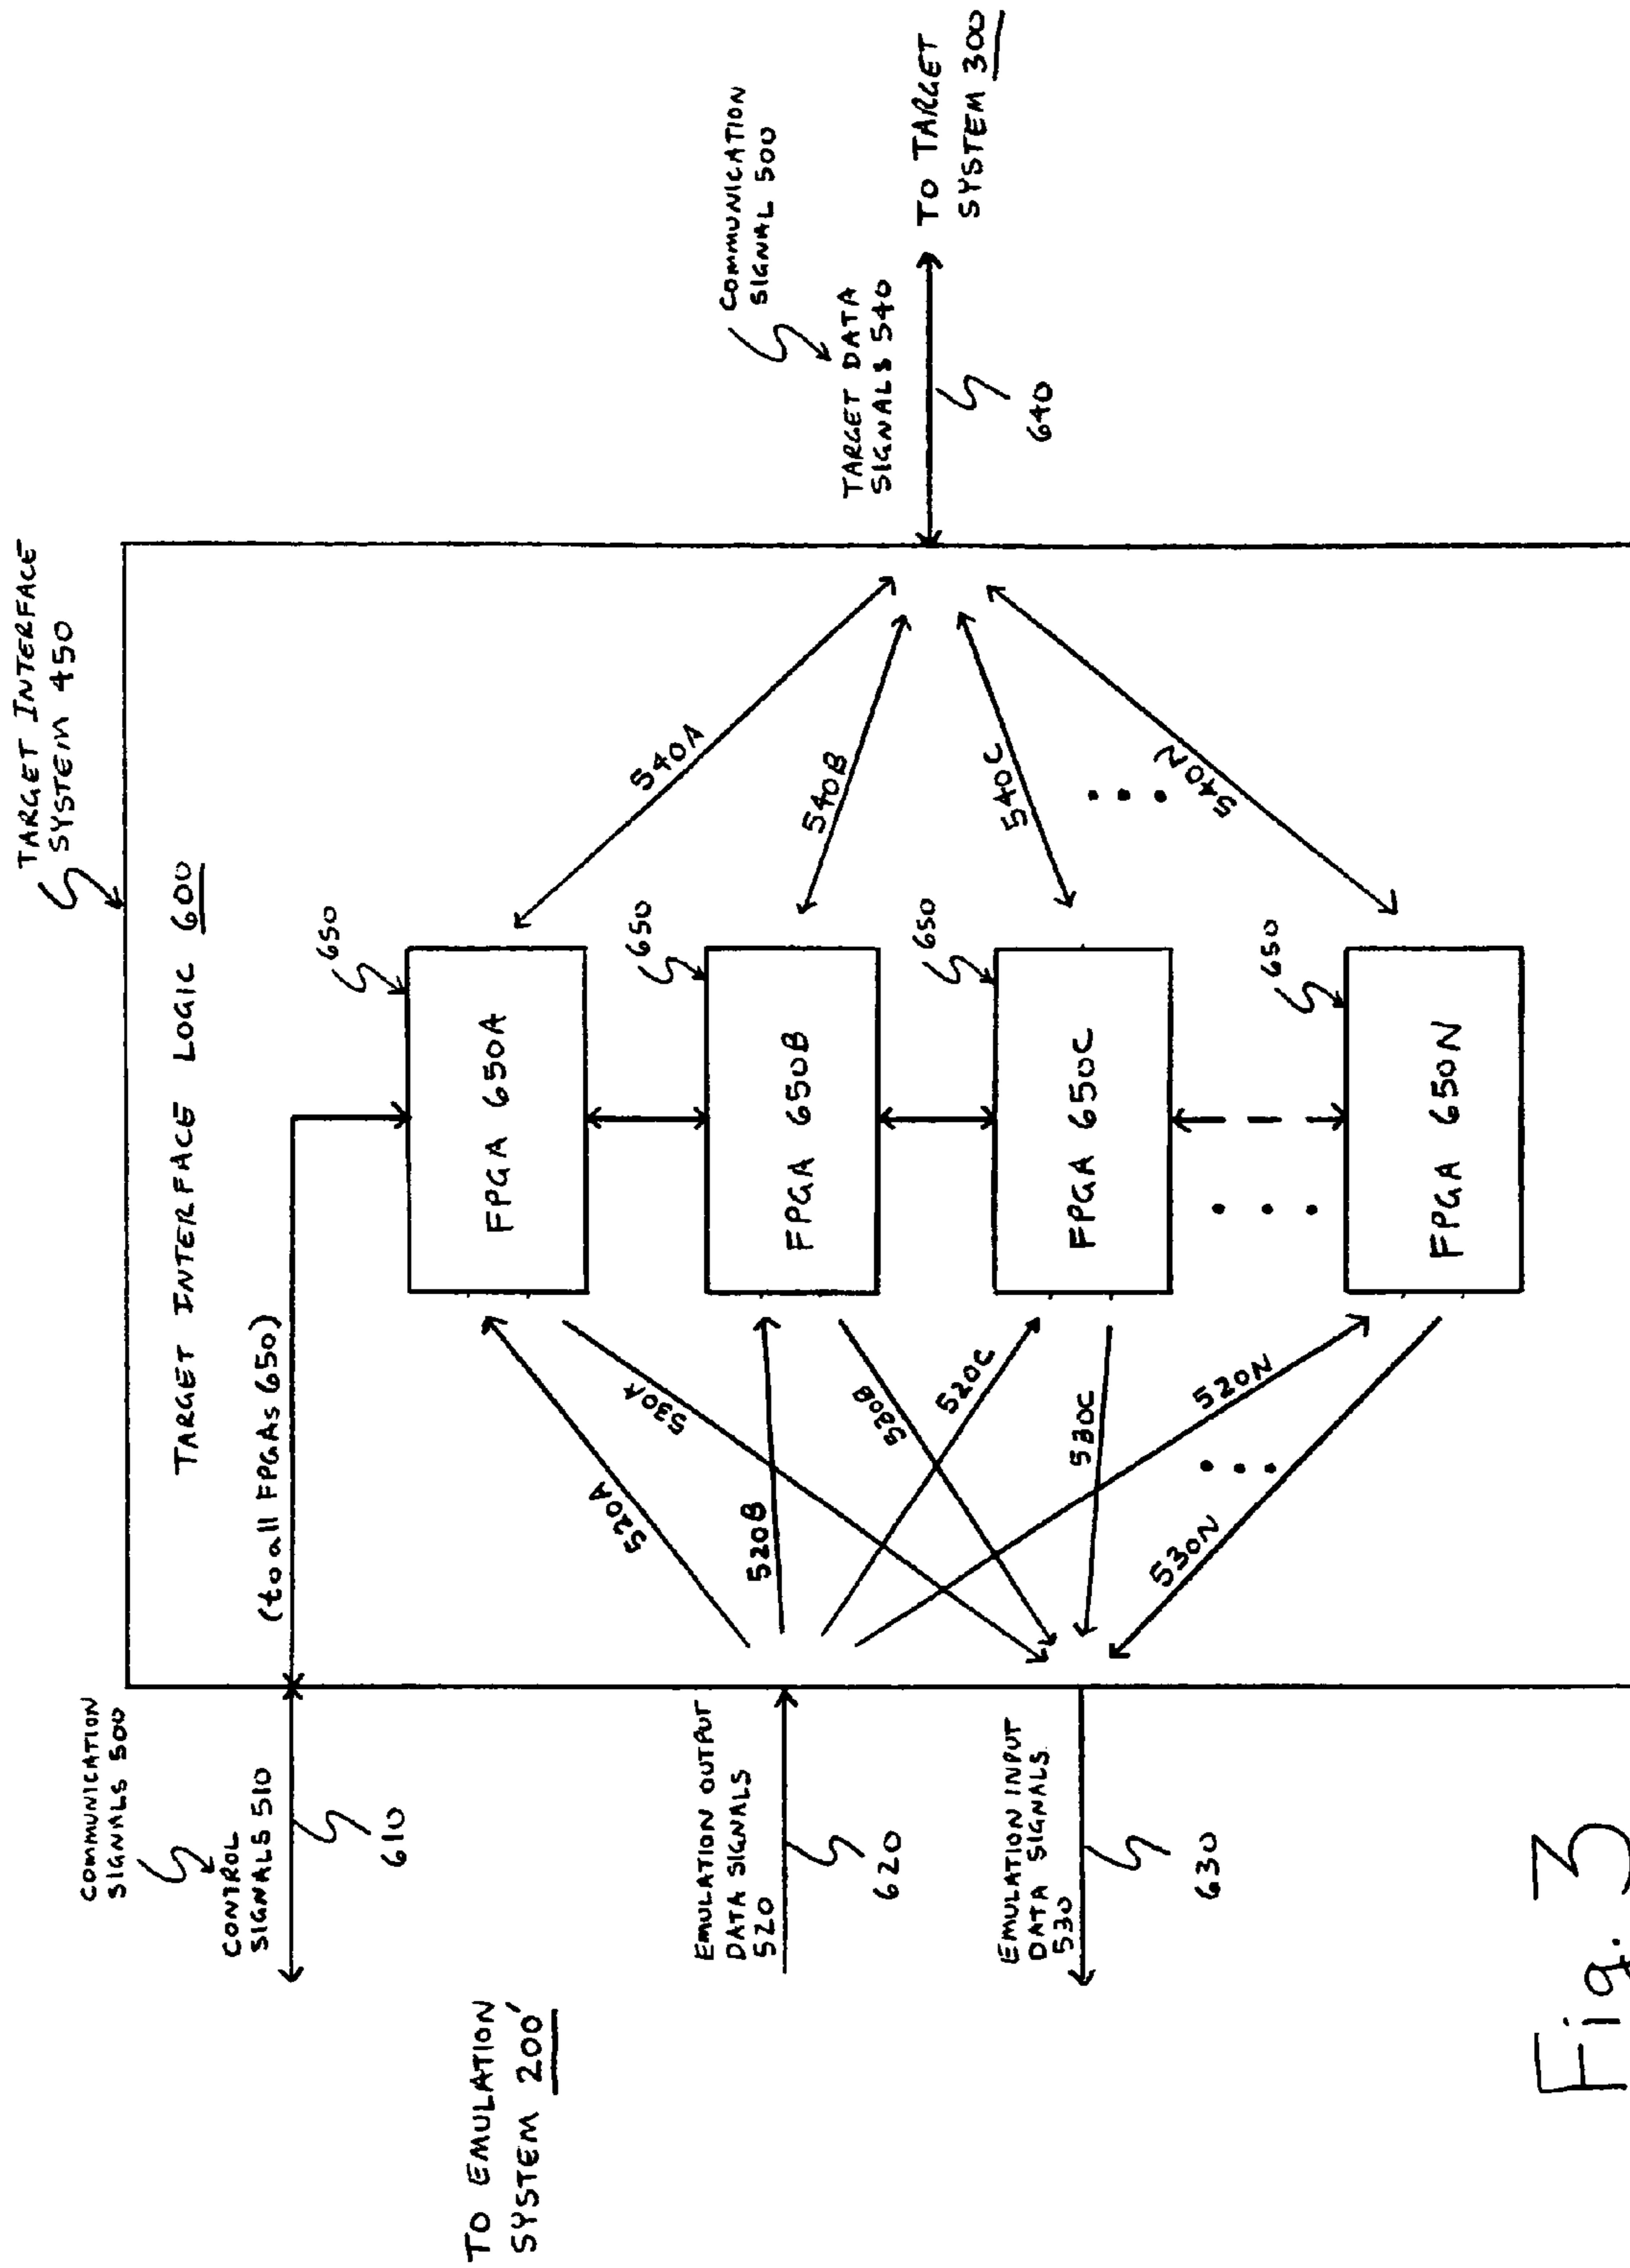 TARGET INTERFACE
SYSTEM 450
TARGET INTERFACE LOGIC 600
COMMUNICATION
SIGNALS 500
CONTROL
SIGNALS 510
610
(to all FPGAs 650)
TO EMULATION
SYSTEM 200'
EMULATION OUTPUT
DATA SIGNALS
520
620
EMULATION INPUT
DATA SIGNALS
530
630
520A
530A
520B
530B
520C
530C
520N
530N
650
FPGA 650A
650
FPGA 650B
650
FPGA 650C
650
FPGA 650N
540A
540B
540C
540N
COMMUNICATION
SIGNAL 500
TARGET DATA
SIGNALS 540
640
TO TARGET
SYSTEM 300
Fig. 3